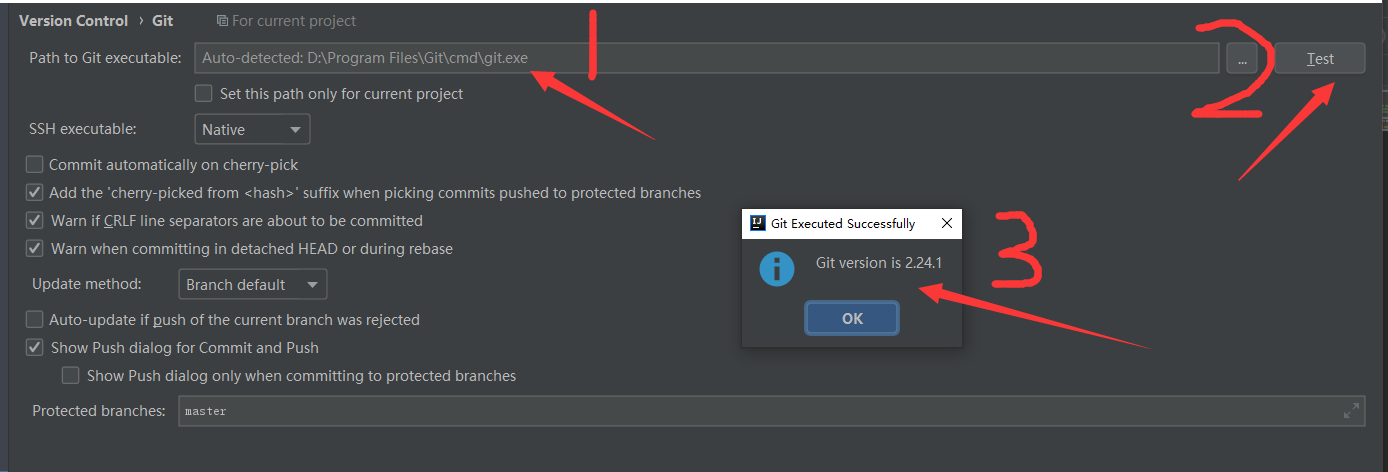 Version Control › Git For current project
Path to Git executable: Auto-detected: D:\Program Files\Git\cmd\git.exe ... Test
1
2
Set this path only for current project
SSH executable: Native
Commit automatically on cherry-pick
Add the 'cherry-picked from <hash>' suffix when picking commits pushed to protected branches
Warn if CRLF line separators are about to be committed
Warn when committing in detached HEAD or during rebase
Update method: Branch default
Auto-update if push of the current branch was rejected
Show Push dialog for Commit and Push
Show Push dialog only when committing to protected branches
Protected branches: master
IJ Git Executed Successfully
Git version is 2.24.1
OK
3